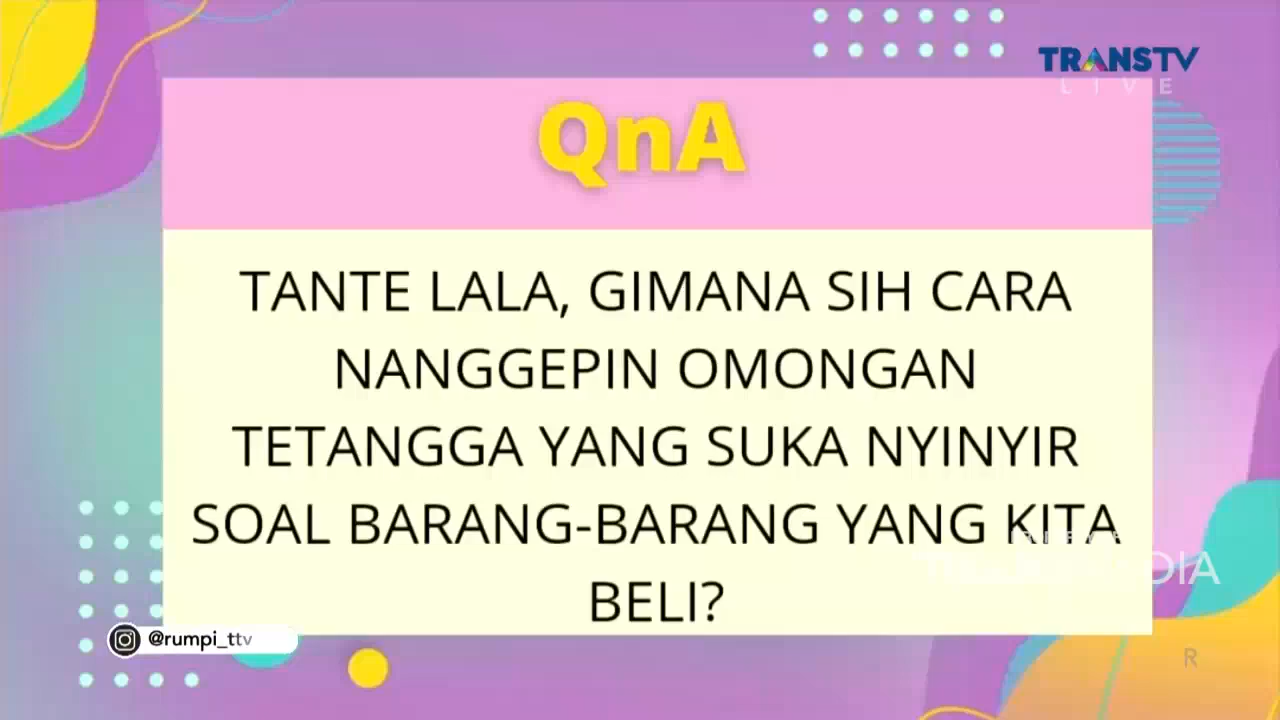 TRANSTV
LIVE
QnA
TANTE LALA, GIMANA SIH CARA
NANGGEPIN OMONGAN
TETANGGA YANG SUKA NYINYIR
SOAL BARANG-BARANG YANG KITA
BELI?
@rumpi_ttv
R